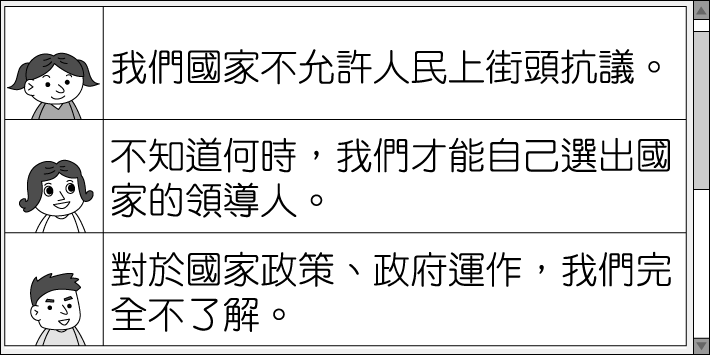 我們國家不允許人民上街頭抗議。
不知道何時，我們才能自己選出國
家的領導人。
對於國家政策、政府運作，我們完
全不了解。